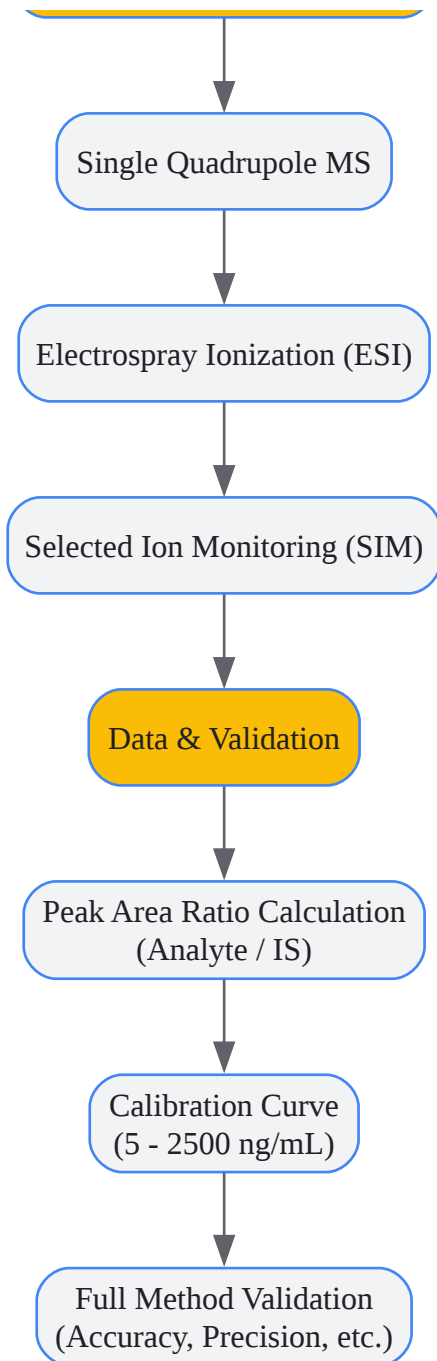 Single Quadrupole MS
Electrospray Ionization (ESI)
Selected Ion Monitoring (SIM)
Data & Validation
Peak Area Ratio Calculation
(Analyte / IS)
Calibration Curve
(5 - 2500 ng/mL)
Full Method Validation
(Accuracy, Precision, etc.)